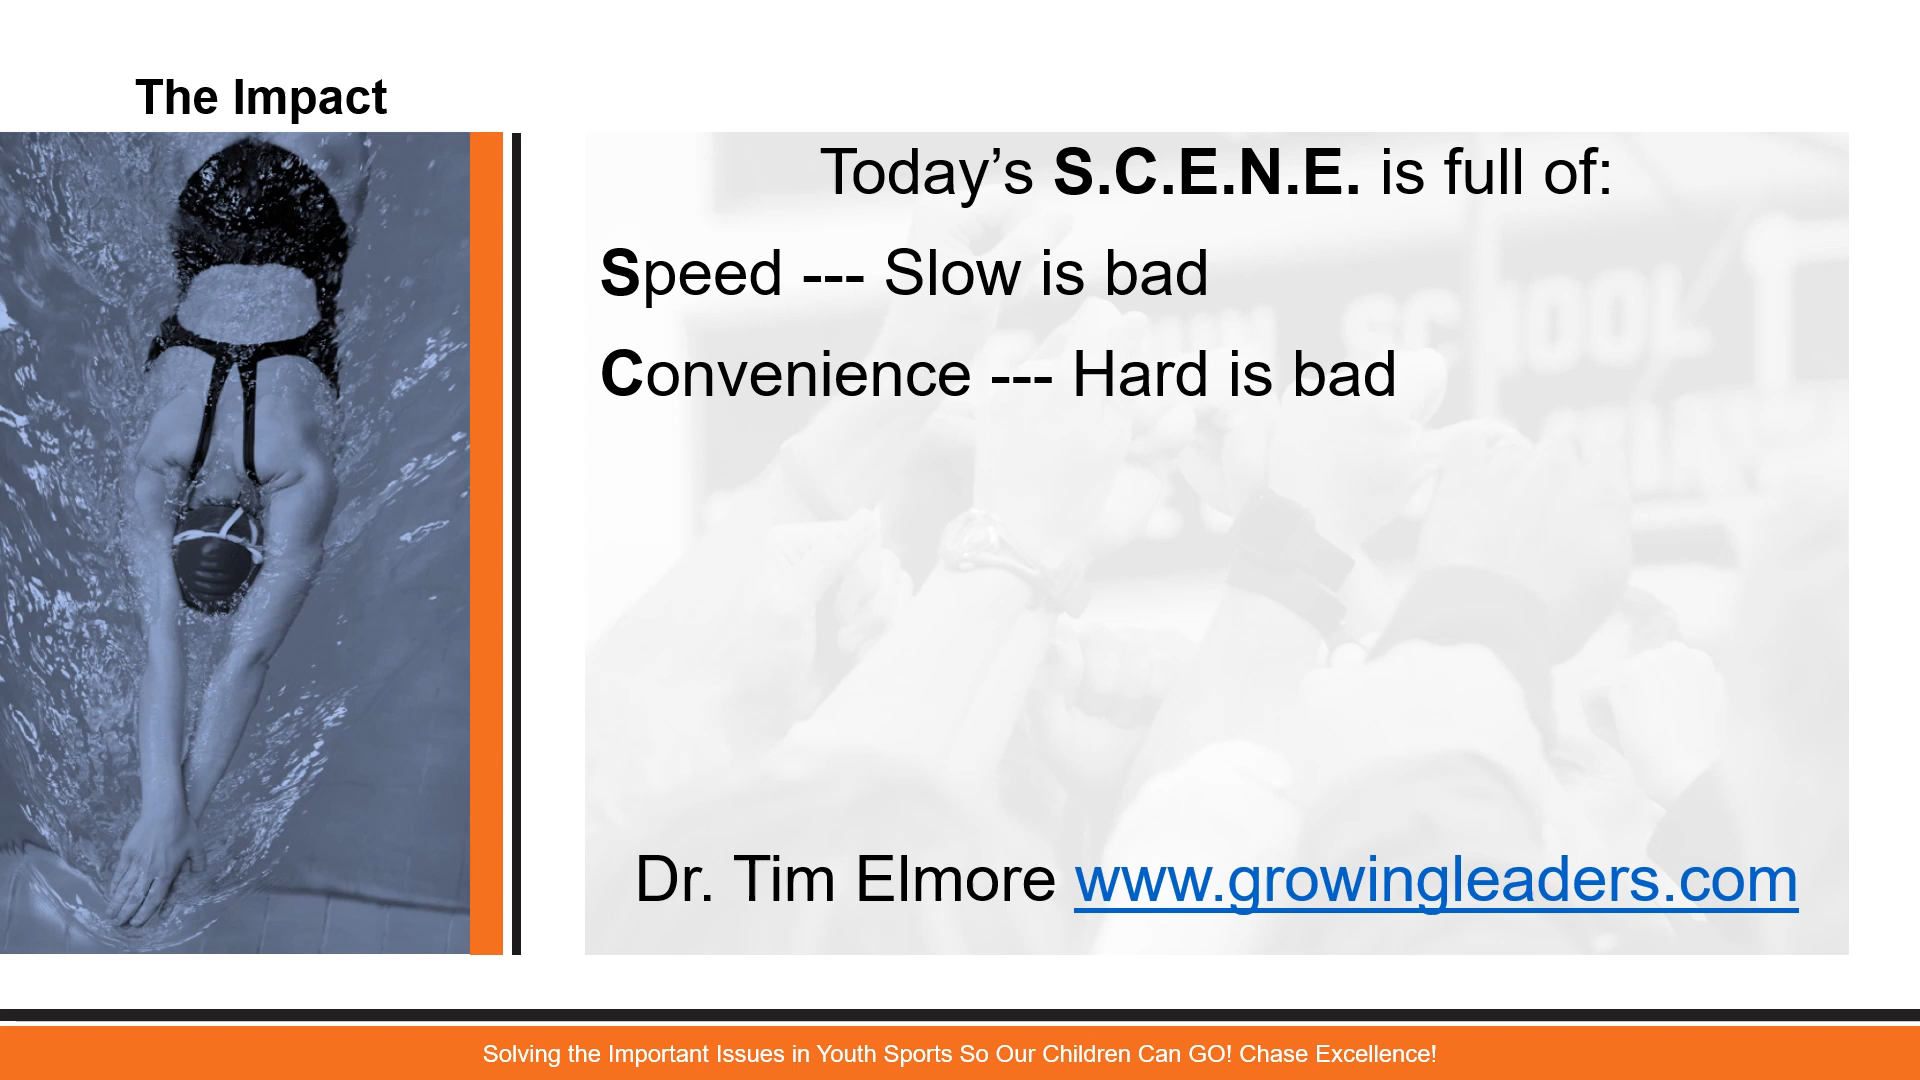 The Impact
Today’s S.C.E.N.E. is full of:
Speed --- Slow is bad
Convenience --- Hard is bad
SCHOOL
Dr. Tim Elmore www.growingleaders.com
Solving the Important Issues in Youth Sports So Our Children Can GO! Chase Excellence!